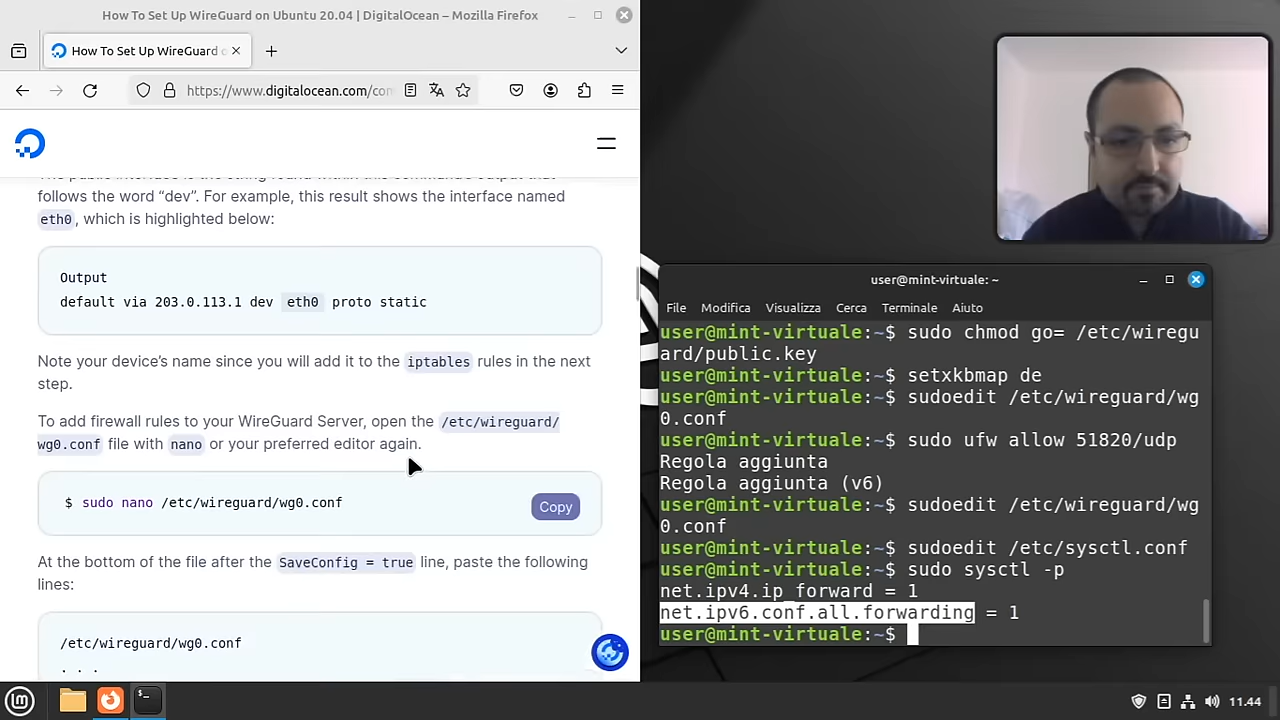 How To Set Up WireGuard on Ubuntu 20.04 | DigitalOcean – Mozilla Firefox
How To Set Up WireGuard o
https://www.digitalocean.com/con
follows the word “dev”. For example, this result shows the interface named
eth0, which is highlighted below:
Output
default via 203.0.113.1 dev eth0 proto static
Note your device’s name since you will add it to the iptables rules in the next
step.
To add firewall rules to your WireGuard Server, open the /etc/wireguard/
wg0.conf file with nano or your preferred editor again.
$ sudo nano /etc/wireguard/wg0.conf
Copy
At the bottom of the file after the SaveConfig = true line, paste the following
lines:
/etc/wireguard/wg0.conf
. . .
user@mint-virtuale: ~
File Modifica Visualizza Cerca Terminale Aiuto
user@mint-virtuale:~$ sudo chmod go= /etc/wiregu
ard/public.key
user@mint-virtuale:~$ setxkbmap de
user@mint-virtuale:~$ sudoedit /etc/wireguard/wg
0.conf
user@mint-virtuale:~$ sudo ufw allow 51820/udp
Regola aggiunta
Regola aggiunta (v6)
user@mint-virtuale:~$ sudoedit /etc/wireguard/wg
0.conf
user@mint-virtuale:~$ sudoedit /etc/sysctl.conf
user@mint-virtuale:~$ sudo sysctl -p
net.ipv4.ip_forward = 1
net.ipv6.conf.all.forwarding = 1
user@mint-virtuale:~$
11.44